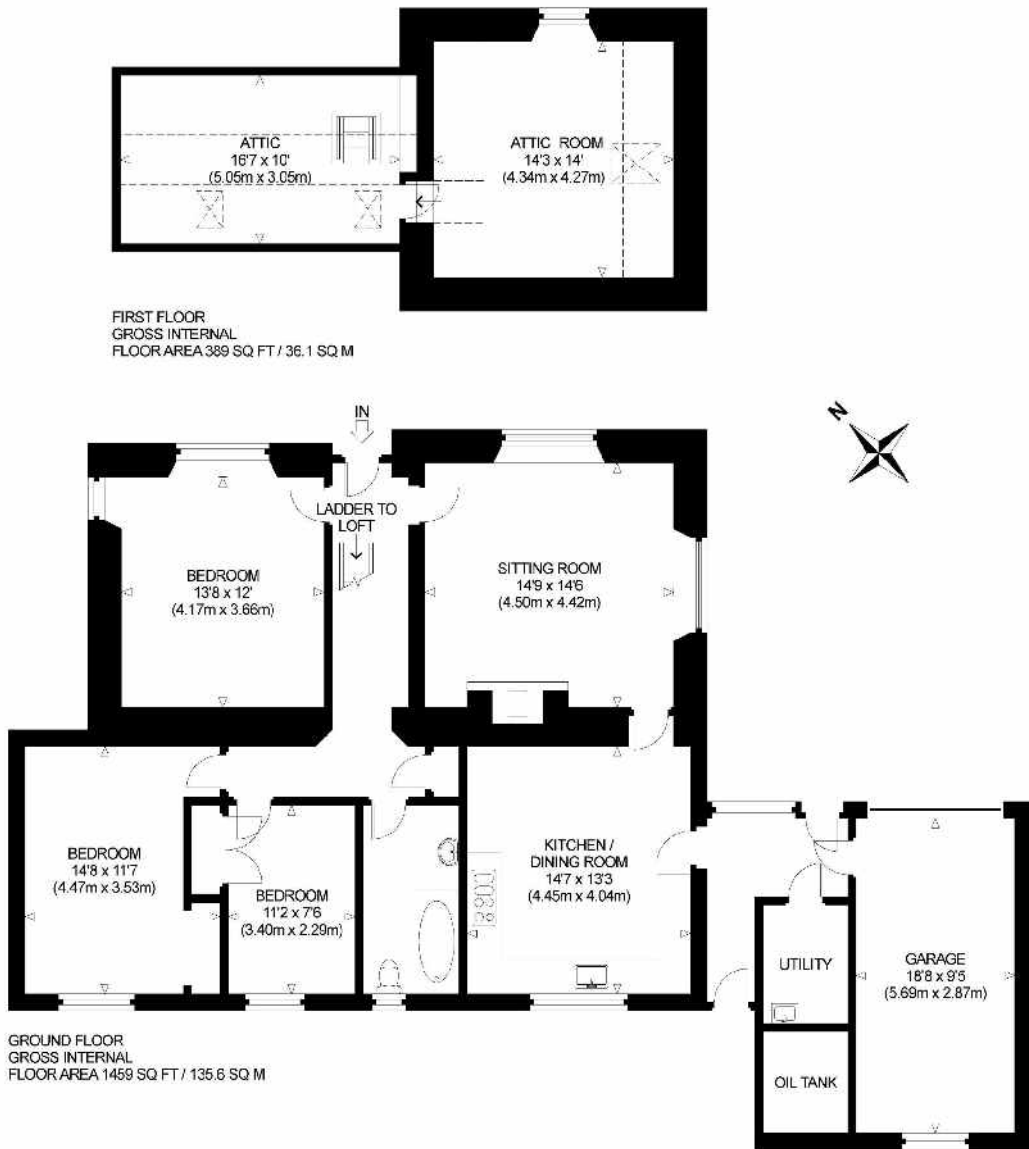 ATTIC
16'7 x 10'
(5.05m x 3.05m)
ATTIC ROOM
14'3 x 14'
(4.34m x 4.27m)
FIRST FLOOR
GROSS INTERNAL
FLOOR AREA 389 SQ FT / 36.1 SQ M
IN
N
LADDER TO
LOFT
BEDROOM
13'8 x 12'
(4.17m x 3.66m)
SITTING ROOM
14'9 x 14'6
(4.50m x 4.42m)
BEDROOM
14'8 x 11'7
(4.47m x 3.53m)
BEDROOM
11'2 x 7'6
(3.40m x 2.29m)
KITCHEN /
DINING ROOM
14'7 x 13'3
(4.45m x 4.04m)
UTILITY
GARAGE
18'8 x 9'5
(5.69m x 2.87m)
OIL TANK
GROUND FLOOR
GROSS INTERNAL
FLOOR AREA 1459 SQ FT / 135.6 SQ M